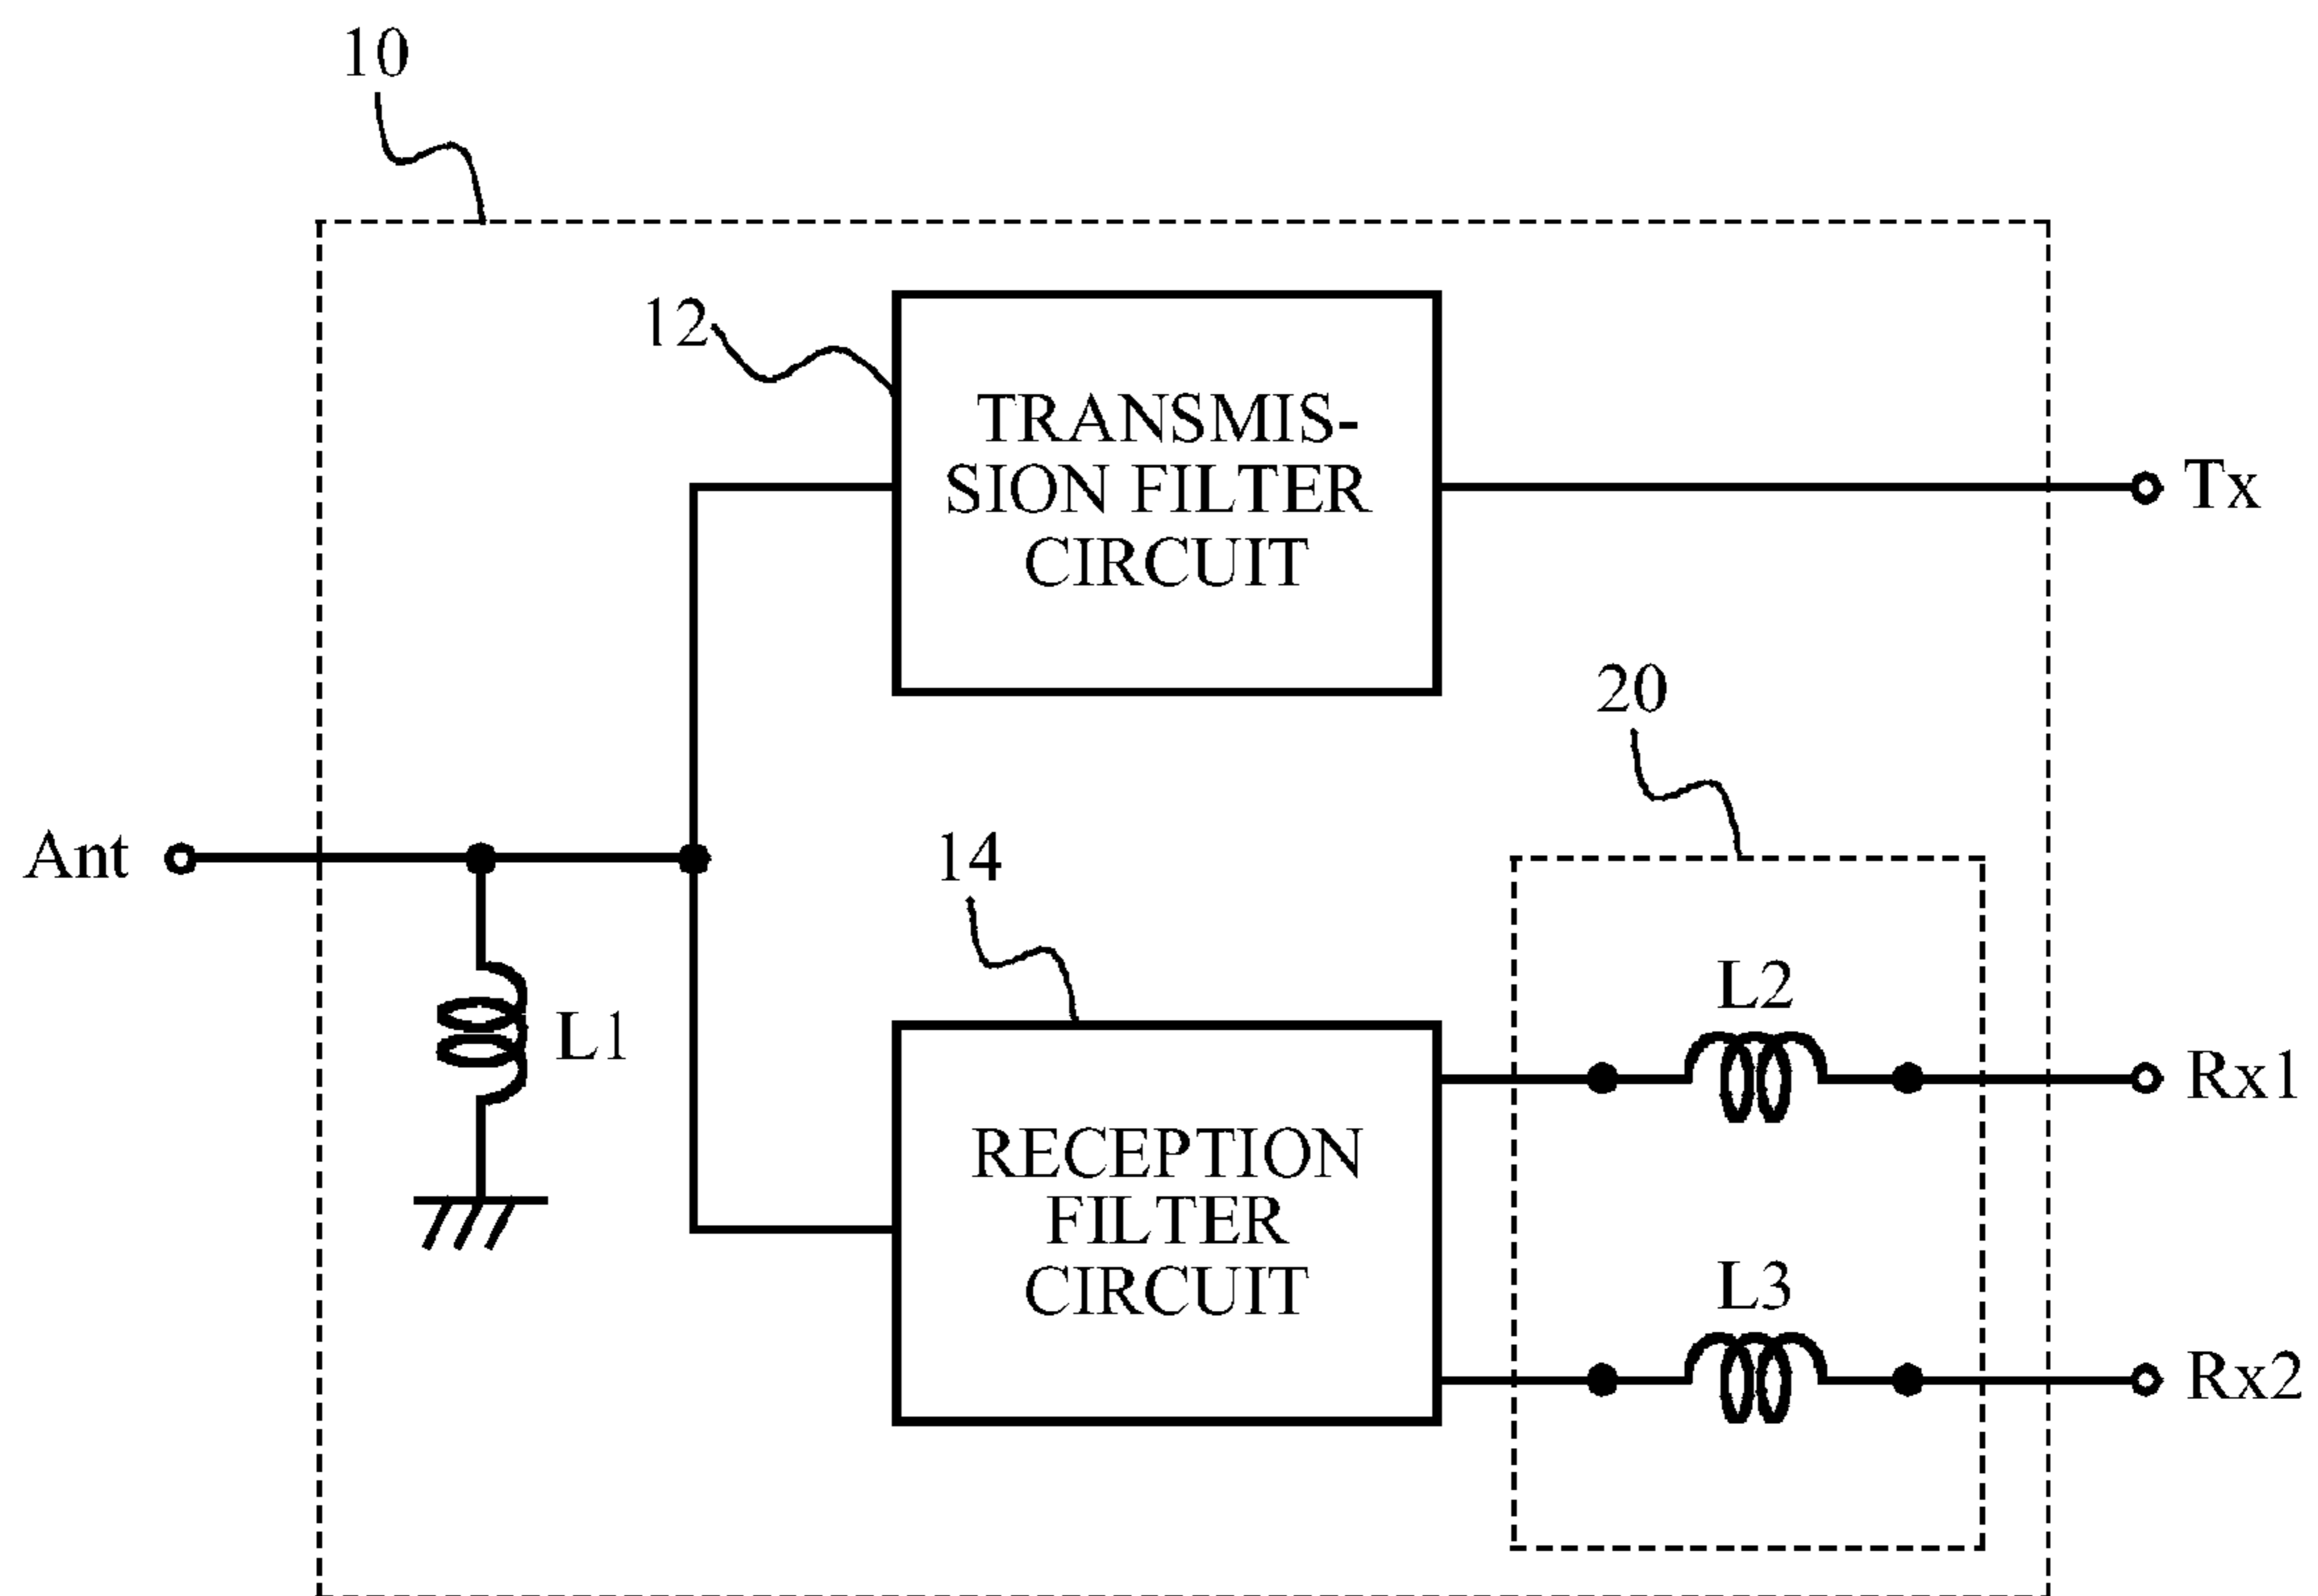 10
12
TRANSMIS-
SION FILTER
CIRCUIT
Tx
20
Ant
14
L1
L2
Rx1
RECEPTION
FILTER
CIRCUIT
L3
Rx2